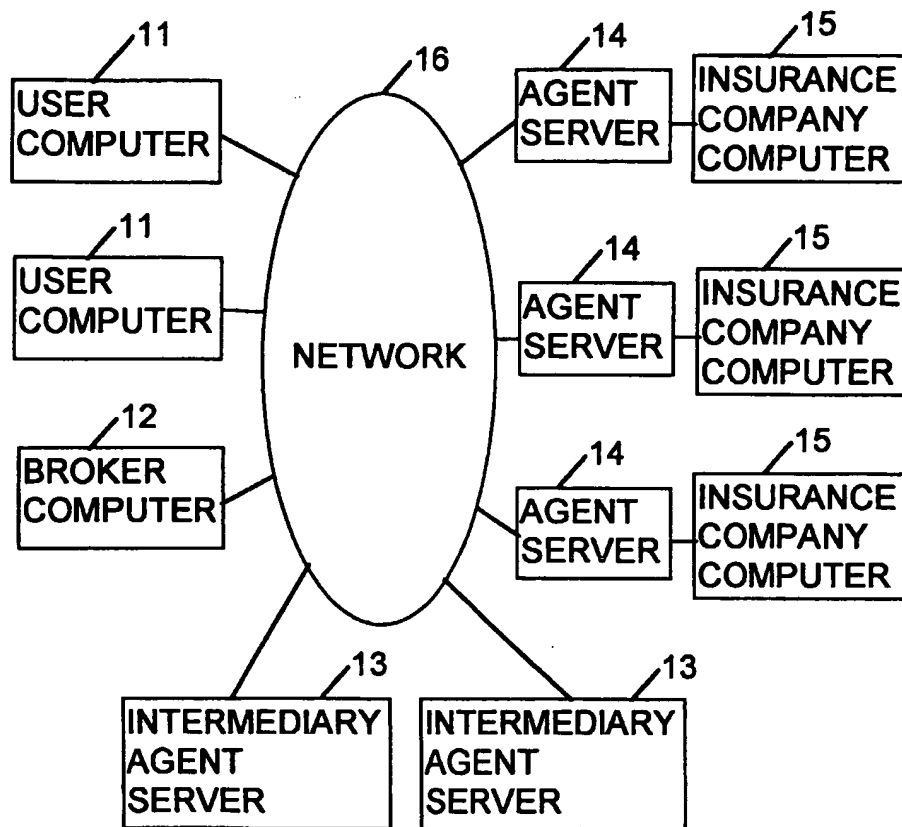 11
USER
COMPUTER
11
USER
COMPUTER
12
BROKER
COMPUTER
16
NETWORK
14
AGENT
SERVER
15
INSURANCE
COMPANY
COMPUTER
14
AGENT
SERVER
15
INSURANCE
COMPANY
COMPUTER
14
AGENT
SERVER
15
INSURANCE
COMPANY
COMPUTER
13
INTERMEDIARY
AGENT
SERVER
13
INTERMEDIARY
AGENT
SERVER